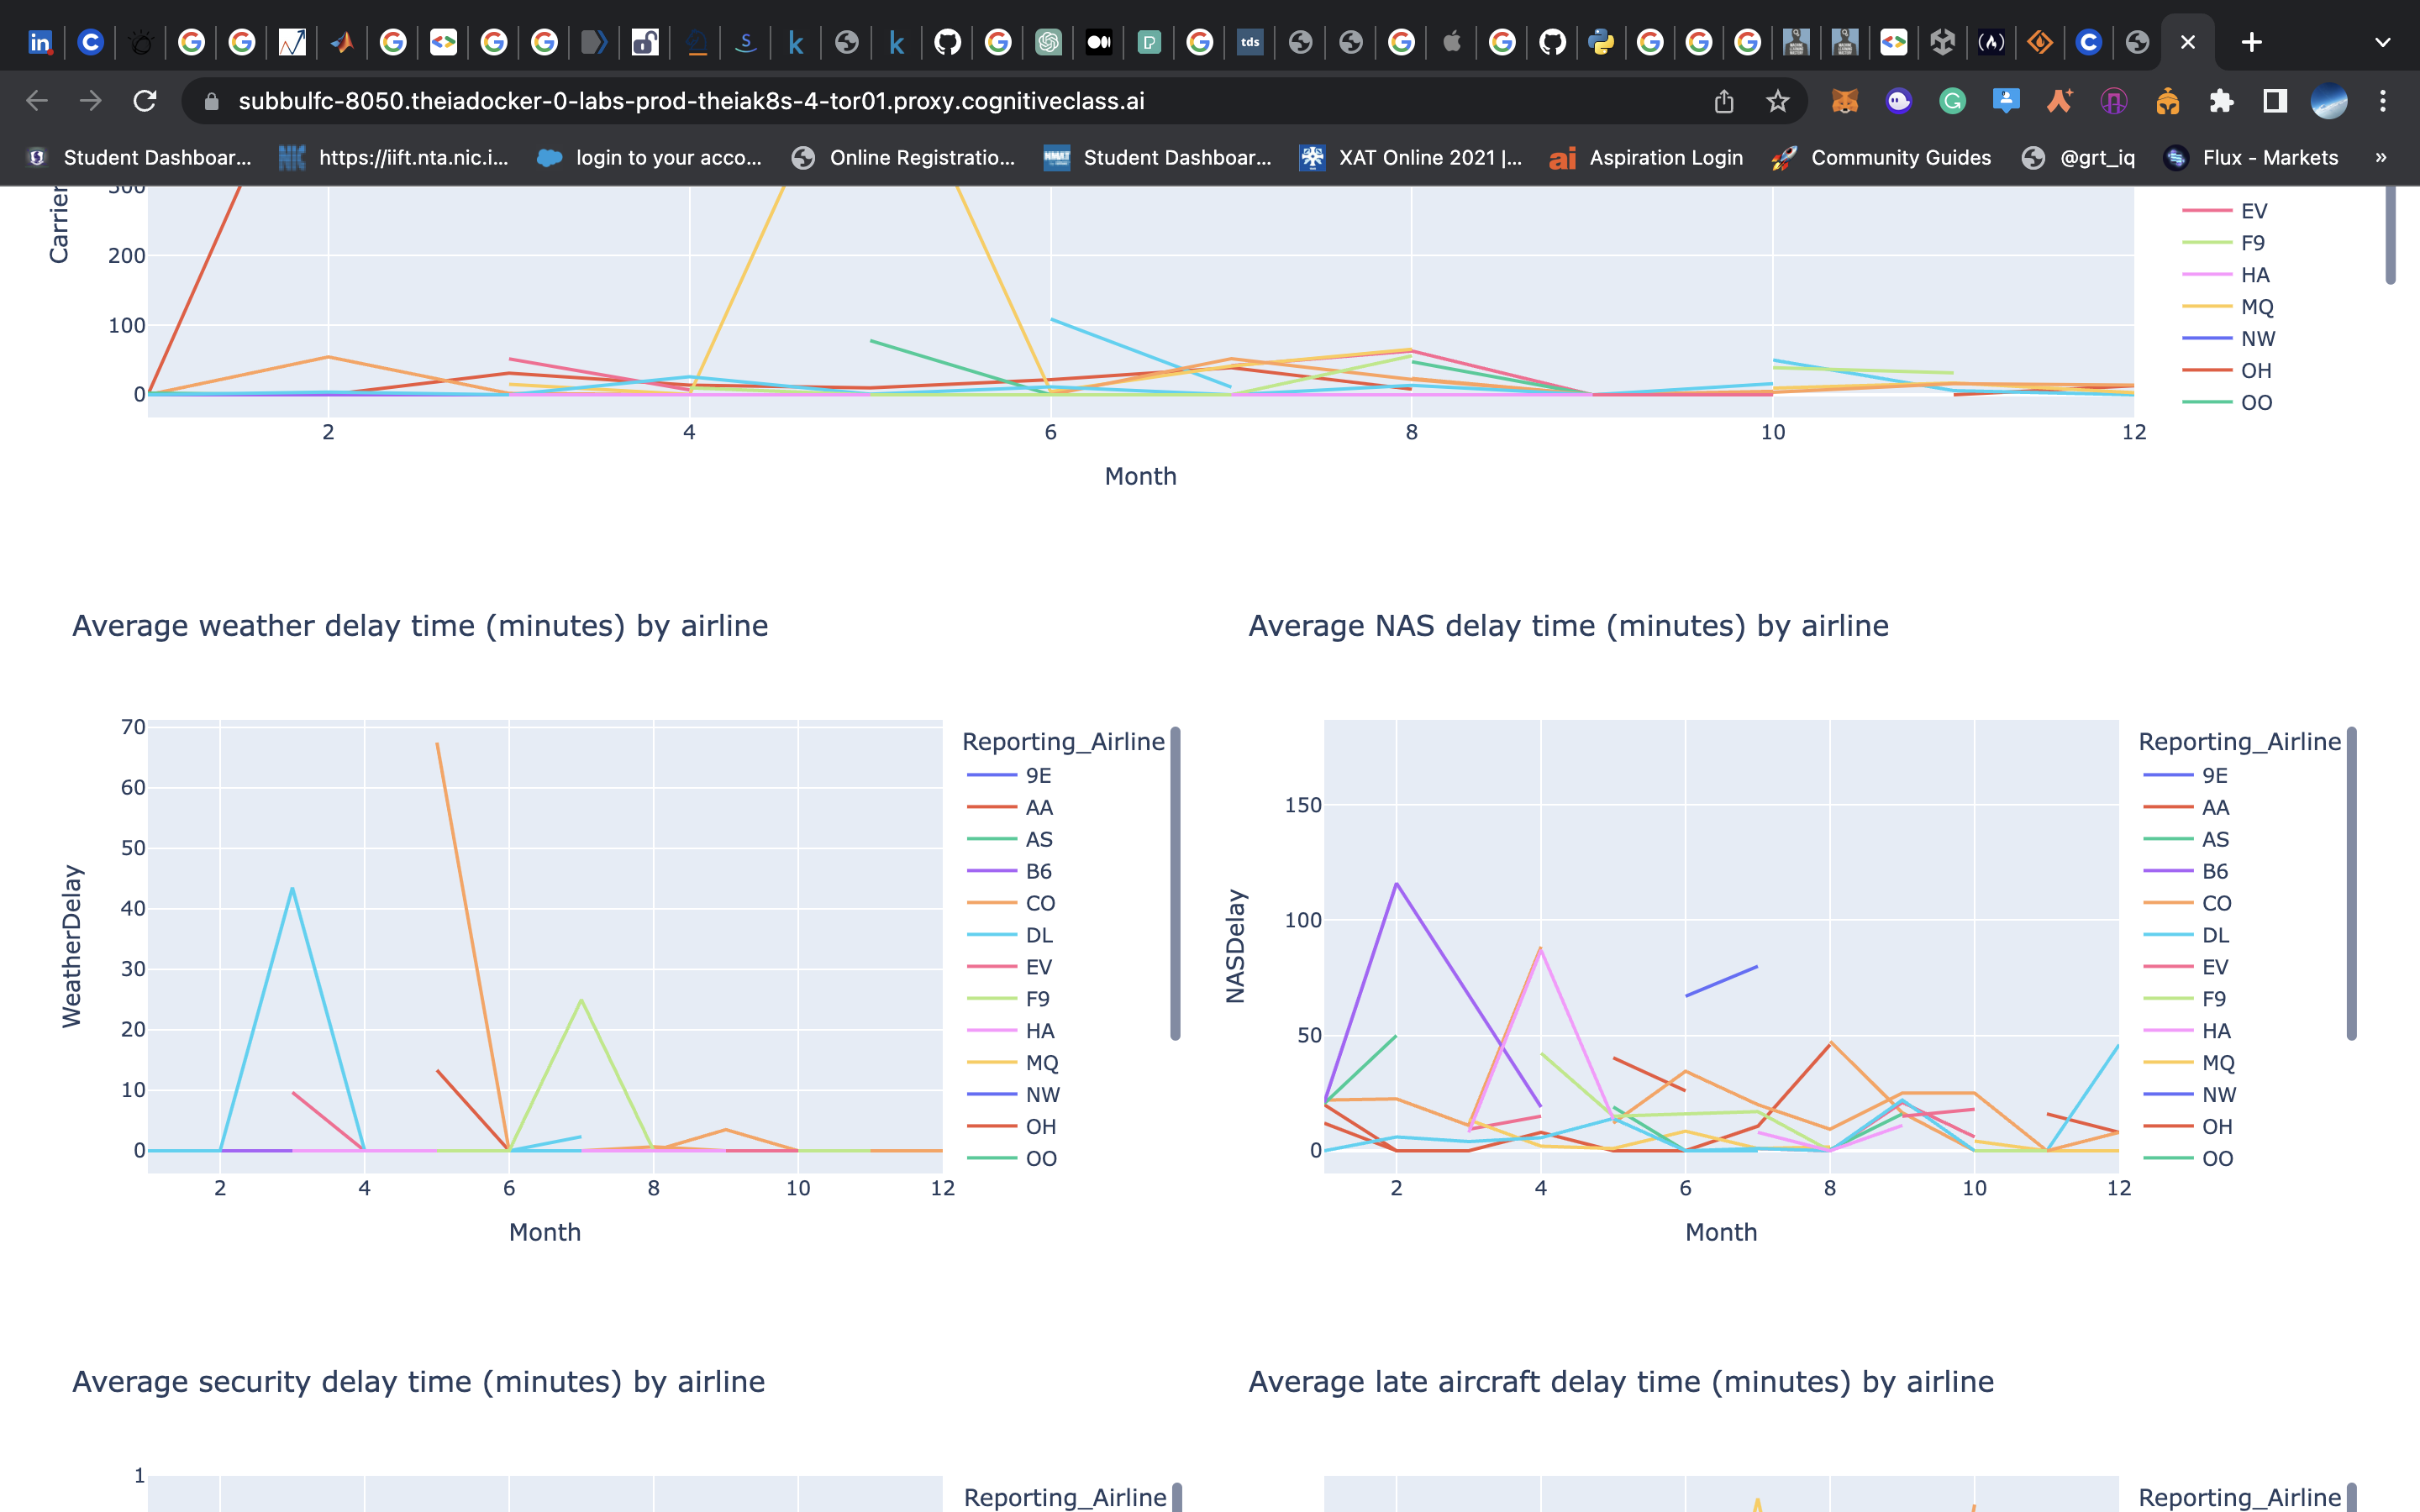 tds
subbulfc-8050.theiadocker-0-labs-prod-theiak8s-4-tor01.proxy.cognitiveclass.ai
Student Dashboar... https://iift.nta.nic.i... login to your acco... Online Registratio... NMAT Student Dashboar... XAT Online 2021 |... ai Aspiration Login Community Guides @grt_iq Flux - Markets »
Carrier
300
200
100
0
2 4 6 8 10 12
Month
EV
F9
HA
MQ
NW
OH
OO
Average weather delay time (minutes) by airline
70
60
50
40
30
20
10
0
WeatherDelay
2 4 6 8 10 12
Month
Reporting_Airline
9E
AA
AS
B6
CO
DL
EV
F9
HA
MQ
NW
OH
OO
Average NAS delay time (minutes) by airline
150
100
50
0
NASDelay
2 4 6 8 10 12
Month
Reporting_Airline
9E
AA
AS
B6
CO
DL
EV
F9
HA
MQ
NW
OH
OO
Average security delay time (minutes) by airline
1
Reporting_Airline
Average late aircraft delay time (minutes) by airline
Reporting_Airline